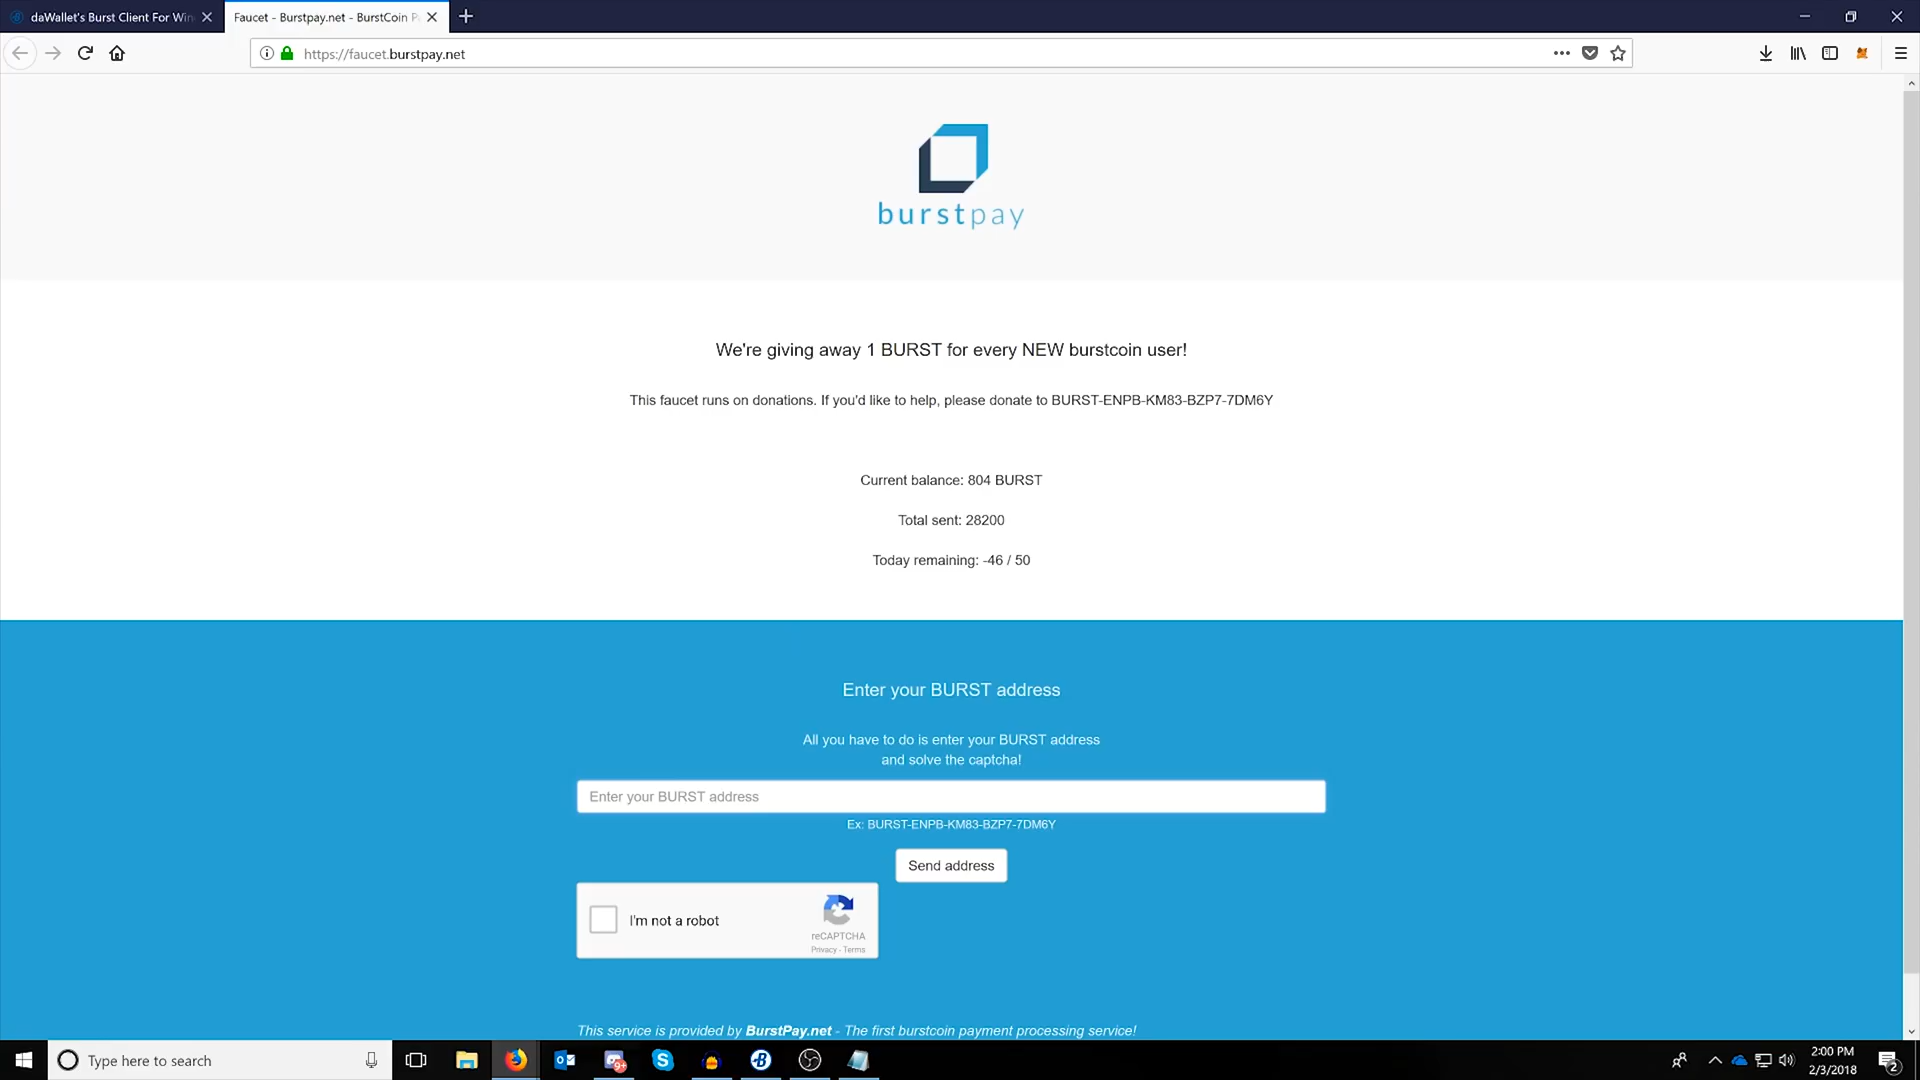 daWallet's Burst Client For Win
Faucet - Burstpay.net - BurstCoin P
https://faucet.burstpay.net
burstpay
We're giving away 1 BURST for every NEW burstcoin user!
This faucet runs on donations. If you'd like to help, please donate to BURST-ENPB-KM83-BZP7-7DM6Y
Current balance: 804 BURST
Total sent: 28200
Today remaining: -46 / 50
Enter your BURST address
All you have to do is enter your BURST address
and solve the captcha!
Enter your BURST address
Ex: BURST-ENPB-KM83-BZP7-7DM6Y
Send address
I'm not a robot
reCAPTCHA
Privacy - Terms
This service is provided by BurstPay.net - The first burstcoin payment processing service!
Type here to search
9+
2:00 PM
2/3/2018
2